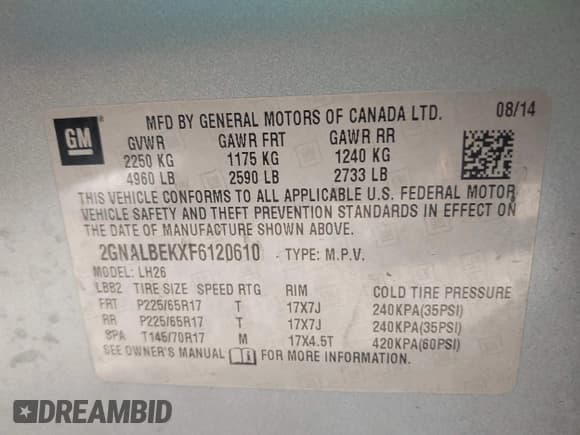 GM
MFD BY GENERAL MOTORS OF CANADA LTD. 08/14
GVWR GAWR FRT GAWR RR
2250 KG 1175 KG 1240 KG
4960 LB 2590 LB 2733 LB
THIS VEHICLE CONFORMS TO ALL APPLICABLE U.S. FEDERAL MOTOR
VEHICLE SAFETY AND THEFT PREVENTION STANDARDS IN EFFECT ON
THE DATE OF MANUFACTURE SHOWN ABOVE.
2GNALBEKXF6120610 TYPE: M.P.V.
MODEL: LH26
LBB2 TIRE SIZE SPEED RTG RIM COLD TIRE PRESSURE
FRT P225/65R17 T 17X7J 240KPA(35PSI)
RR P225/65R17 T 17X7J 240KPA(35PSI)
SPA T145/70R17 M 17X4.5T 420KPA(60PSI)
SEE OWNER'S MANUAL i FOR MORE INFORMATION.
DREAMBID